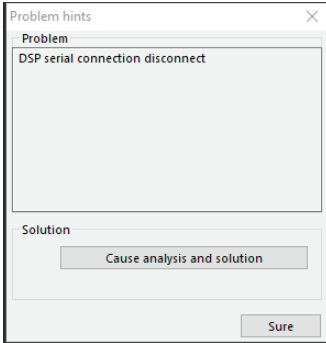 Problem hints
Problem
DSP serial connection disconnect
Solution
Cause analysis and solution
Sure